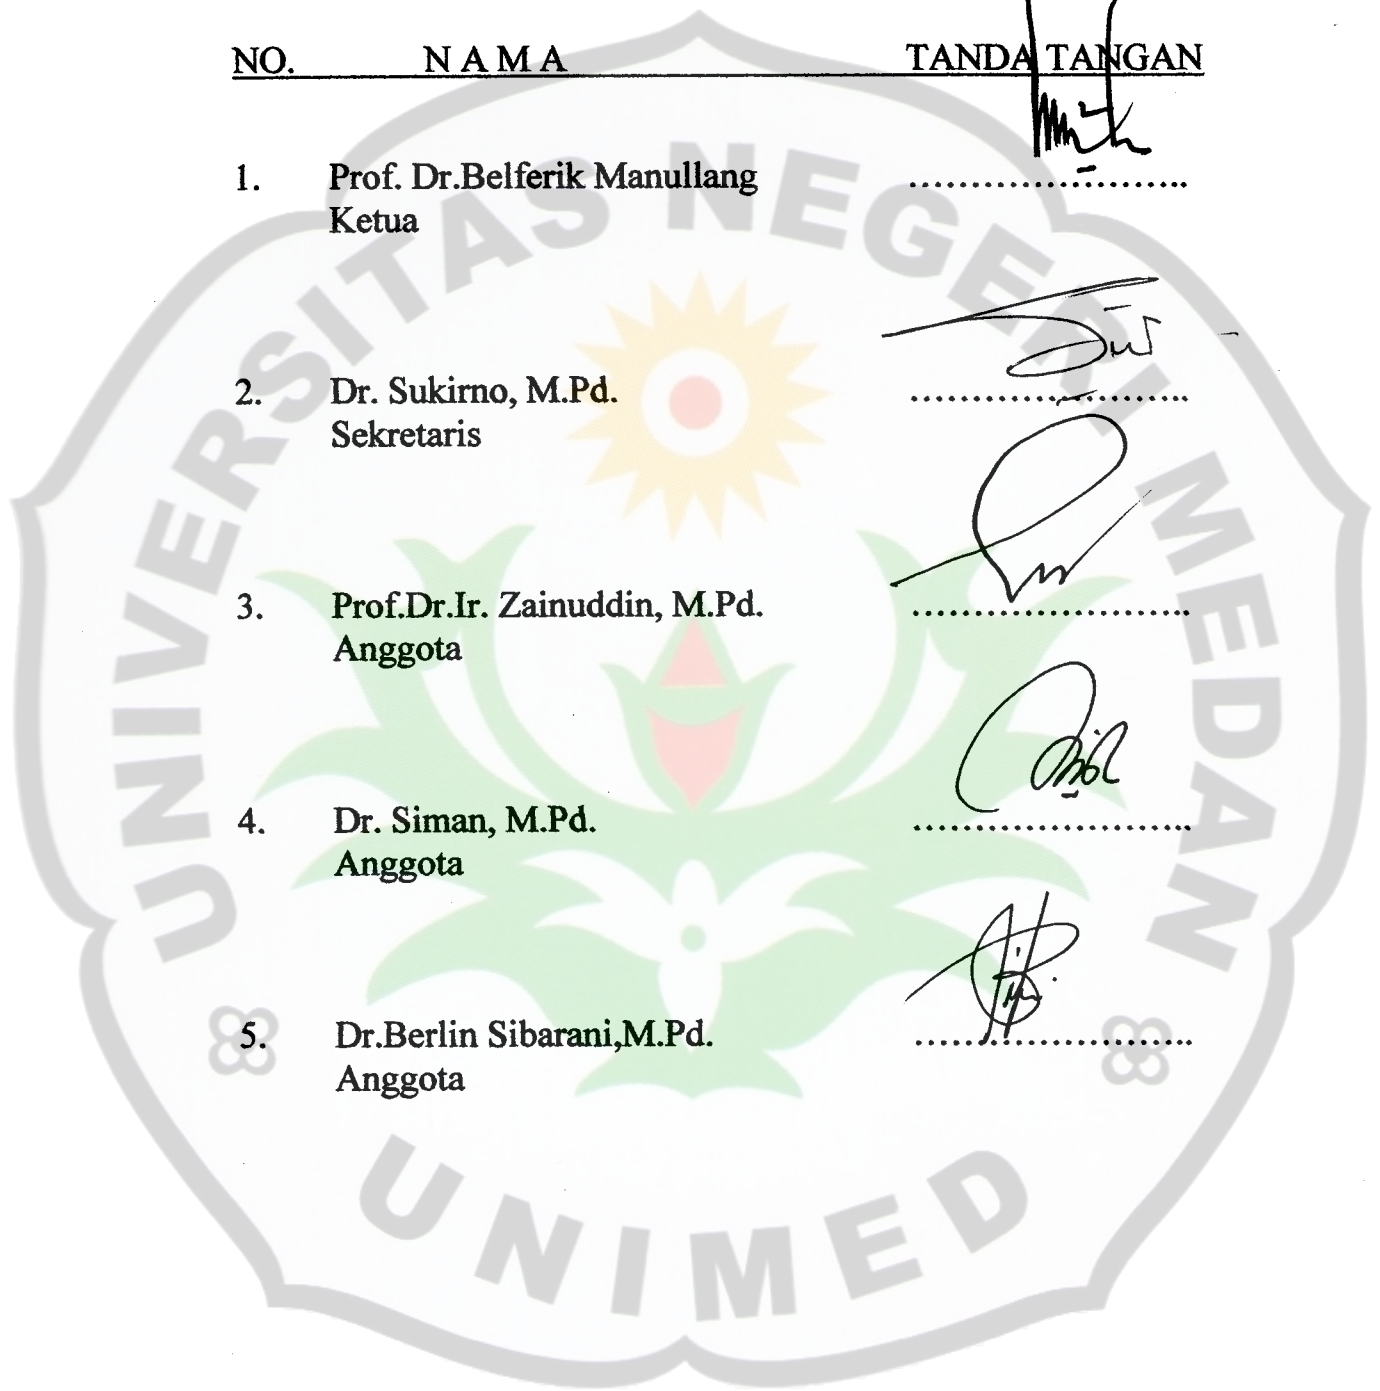 NO. N A M A TANDA TANGAN
1. Prof. Dr.Belferik Manullang ........................
Ketua
2. Dr. Sukirno, M.Pd. ........................
Sekretaris
3. Prof.Dr.Ir. Zainuddin, M.Pd. ........................
Anggota
4. Dr. Siman, M.Pd. ........................
Anggota
5. Dr.Berlin Sibarani,M.Pd. ........................
Anggota
UNIVERSITAS NEGERI MEDAN
UNIMED